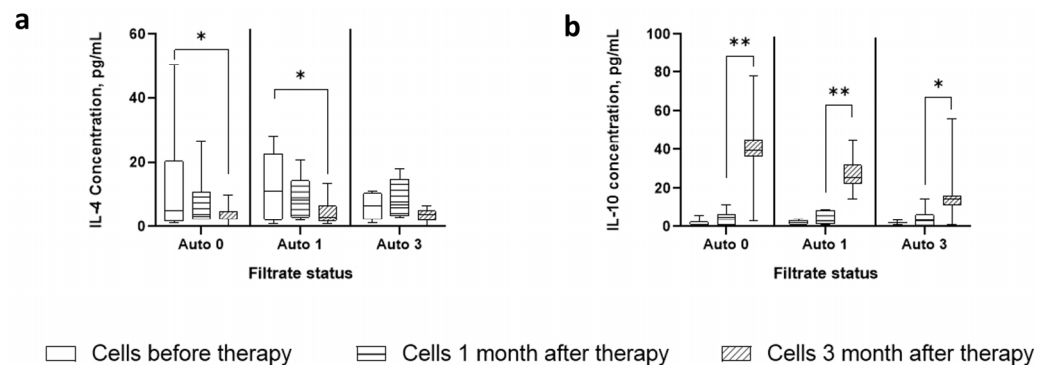 a
IL-4 Concentration, pg/mL
60
40
20
0
*
*
Auto 0 Auto 1 Auto 3
Filtrate status
b
IL-10 concentration, pg/mL
100
80
60
40
20
0
**
**
*
Auto 0 Auto 1 Auto 3
Filtrate status
Cells before therapy Cells 1 month after therapy Cells 3 month after therapy